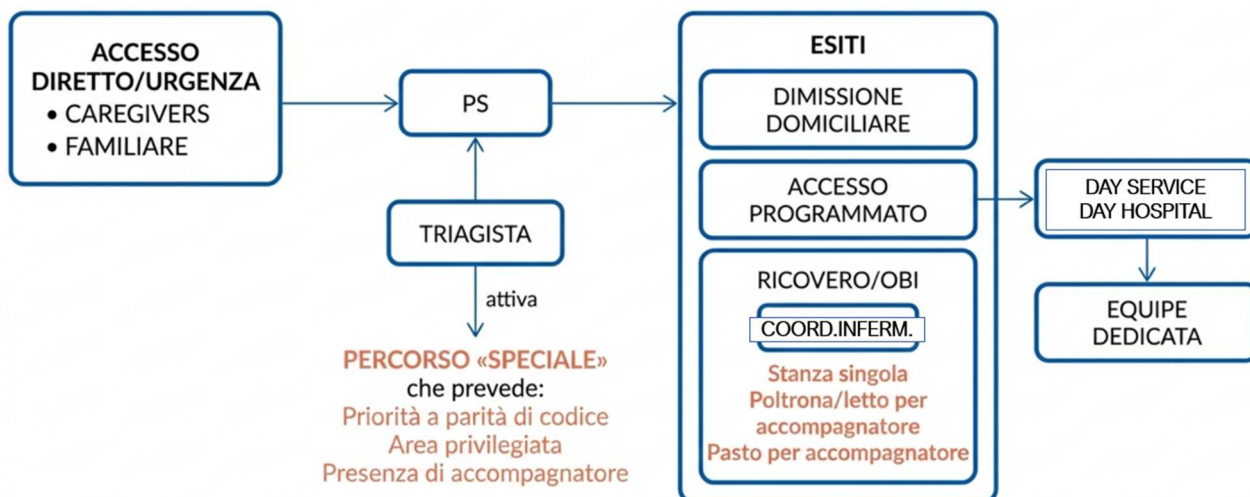 ACCESSO
DIRETTO/URGENZA
• CAREGIVERS
• FAMILIARE
PS
TRIAGISTA
attiva
PERCORSO «SPECIALE»
che prevede:
Priorità a parità di codice
Area privilegiata
Presenza di accompagnatore
ESITI
DIMISSIONE
DOMICILIARE
ACCESSO
PROGRAMMATO
RICOVERO/OBI
COORD.INFERM.
Stanza singola
Poltrona/letto per
accompagnatore
Pasto per accompagnatore
DAY SERVICE
DAY HOSPITAL
EQUIPE
DEDICATA